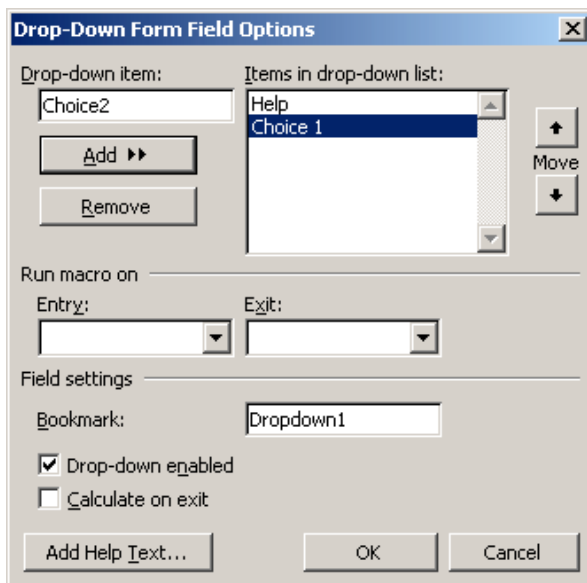 Drop-Down Form Field Options
Drop-down item:
Items in drop-down list:
Choice2
Help
Choice 1
Add
Move
Remove
Run macro on
Entry:
Exit:
Field settings
Bookmark:
Dropdown1
Drop-down enabled
Calculate on exit
Add Help Text...
OK
Cancel